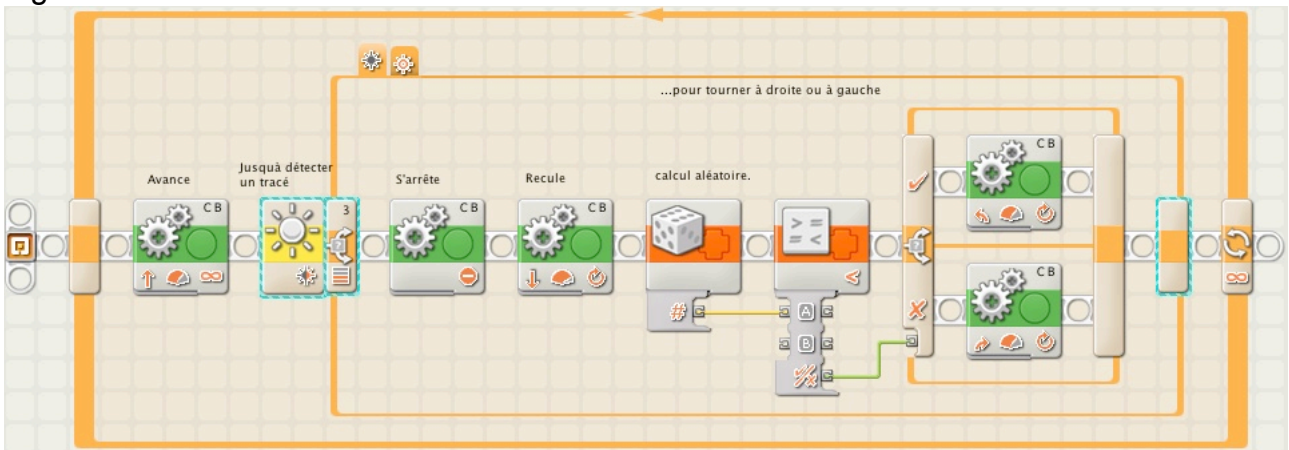 ...pour tourner à droite ou à gauche
Avance
Jusquà détecter
un tracé
S'arrête
Recule
calcul aléatoire.
C B
3
C B
C B
C B
C B
#
A
B